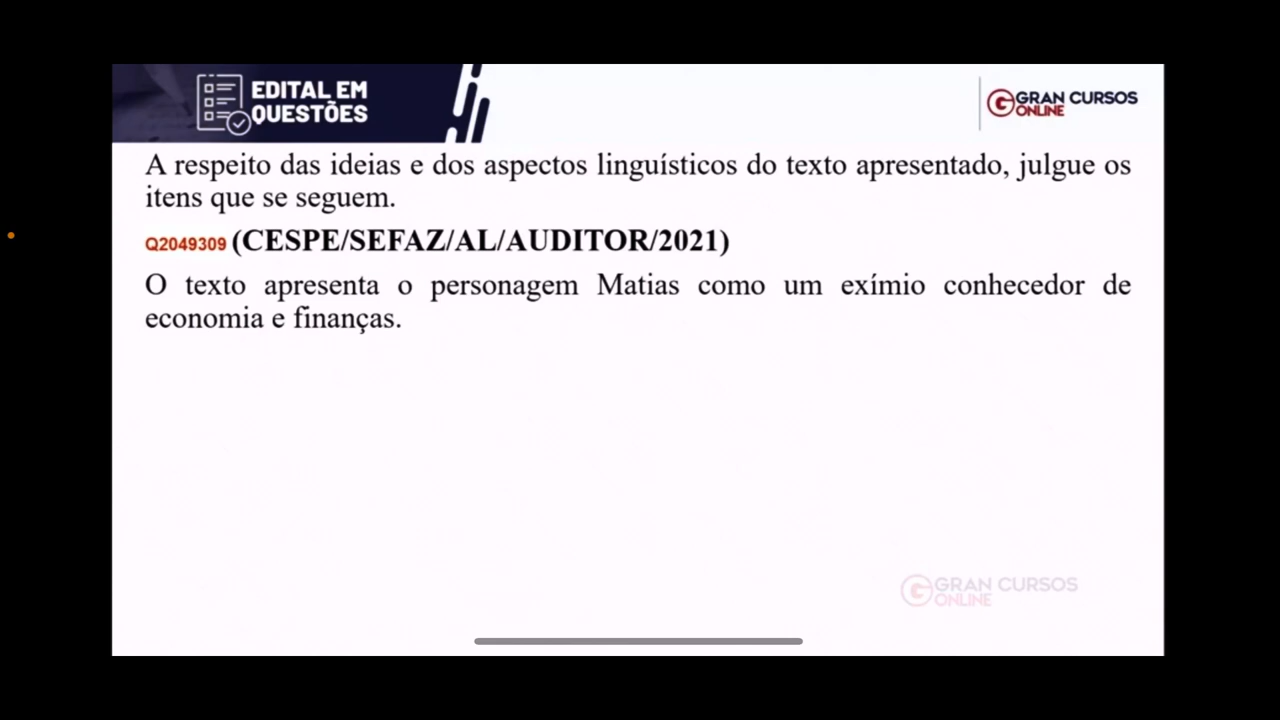 EDITAL EM
QUESTÕES
GRAN CURSOS
ONLINE
A respeito das ideias e dos aspectos linguísticos do texto apresentado, julgue os
itens que se seguem.
Q2049309 (CESPE/SEFAZ/AL/AUDITOR/2021)
O texto apresenta o personagem Matias como um exímio conhecedor de
economia e finanças.
GRAN CURSOS
ONLINE